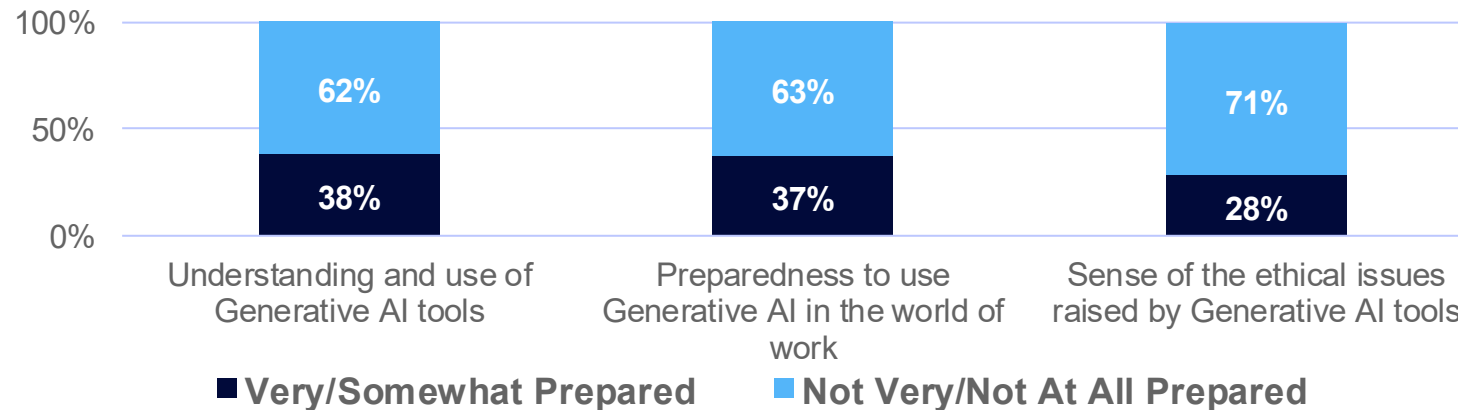 100%
62%
63%
71%
50%
38%
37%
28%
0%
Understanding and use of
Generative AI tools
Preparedness to use
Generative AI in the world of
work
Sense of the ethical issues
raised by Generative AI tools
Very/Somewhat Prepared
Not Very/Not At All Prepared